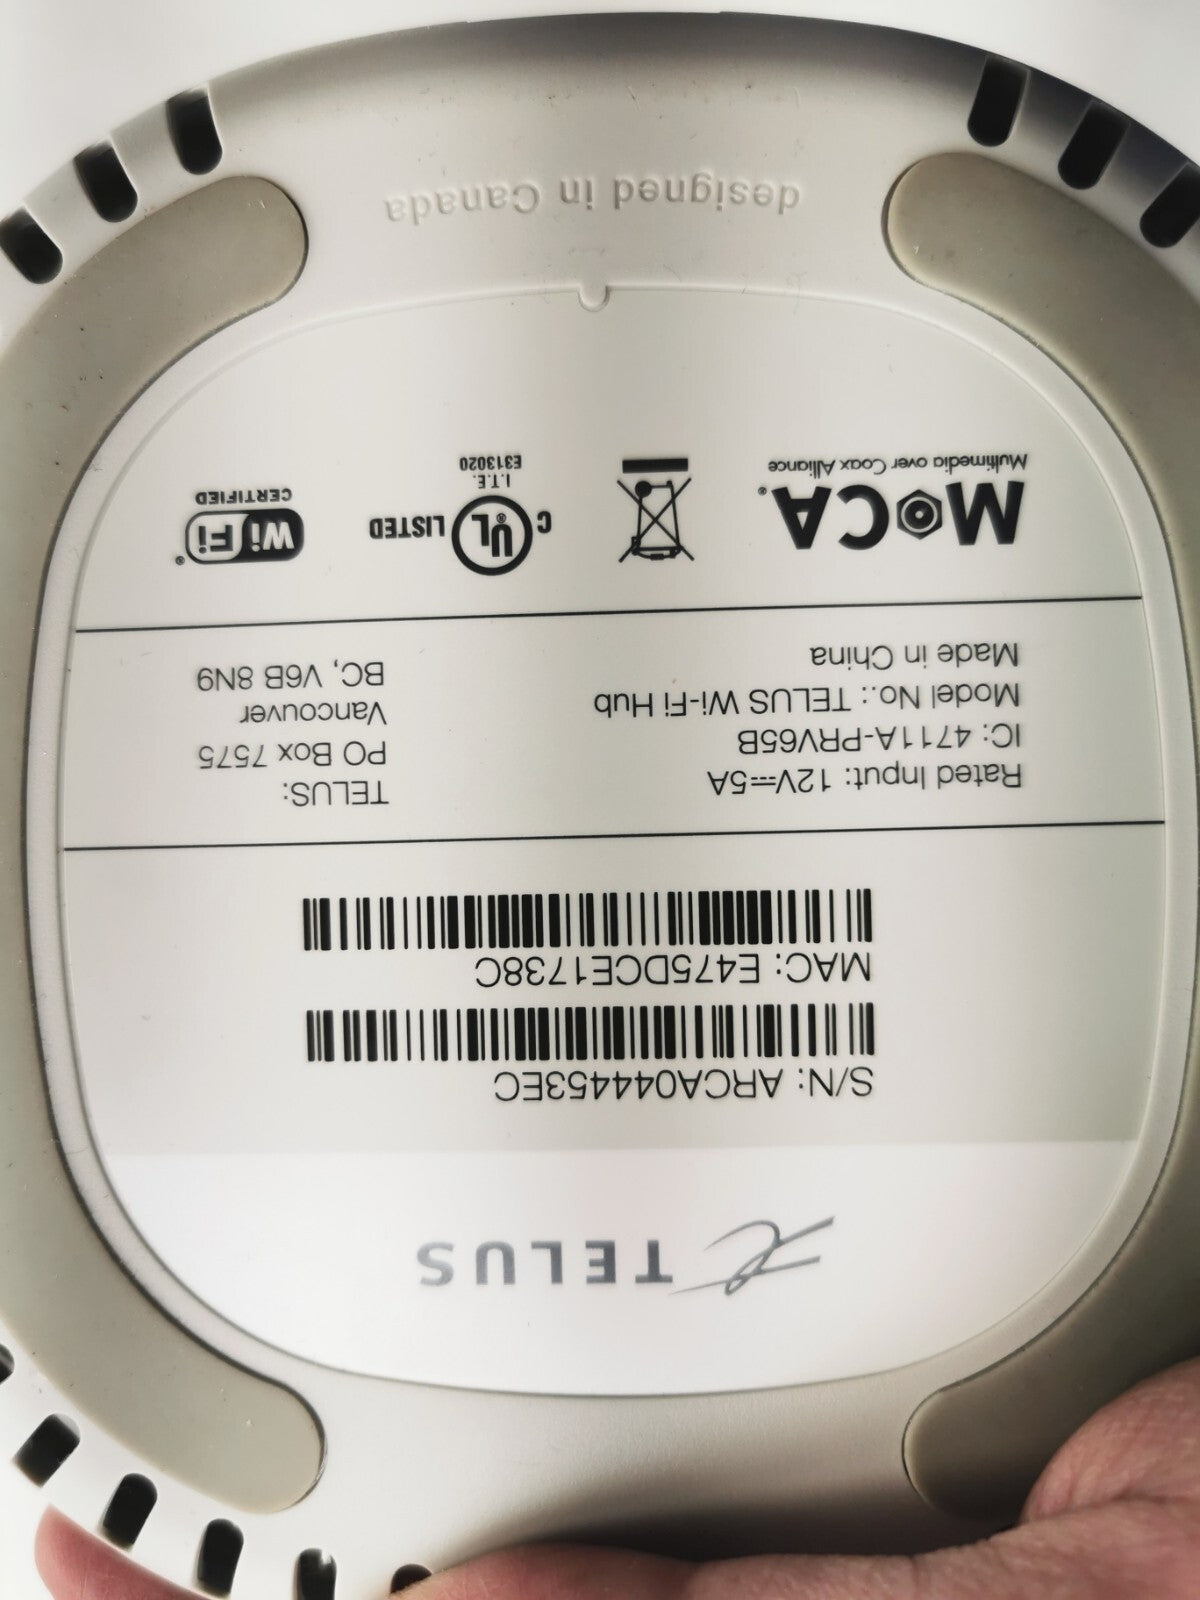 TELUS
S/N: ARCA044453EC
MAC: E475DCE1738C
Rated Input: 12V⎓5A
IC: 4711A-PRV65B
Model No.: TELUS Wi-Fi Hub
Made in China
TELUS:
PO Box 7575
Vancouver
BC, V6B 8N9
MoCA®
Multimedia over Coax Alliance
C UL® LISTED
I.T.E.
E313020
WiFi®
CERTIFIED
designed in Canada